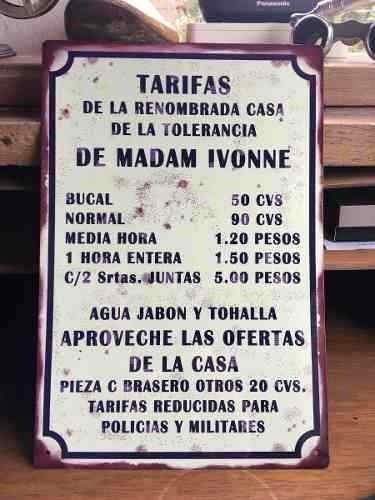 Panasonic
TARIFAS
DE LA RENOMBRADA CASA
DE LA TOLERANCIA
DE MADAM IVONNE
BUCAL 50 CVS
NORMAL 90 CVS
MEDIA HORA 1.20 PESOS
1 HORA ENTERA 1.50 PESOS
C/2 Srtas. JUNTAS 5.00 PESOS
AGUA JABON Y TOHALLA
APROVECHE LAS OFERTAS
DE LA CASA
PIEZA C BRASERO OTROS 20 CVS.
TARIFAS REDUCIDAS PARA
POLICIAS Y MILITARES